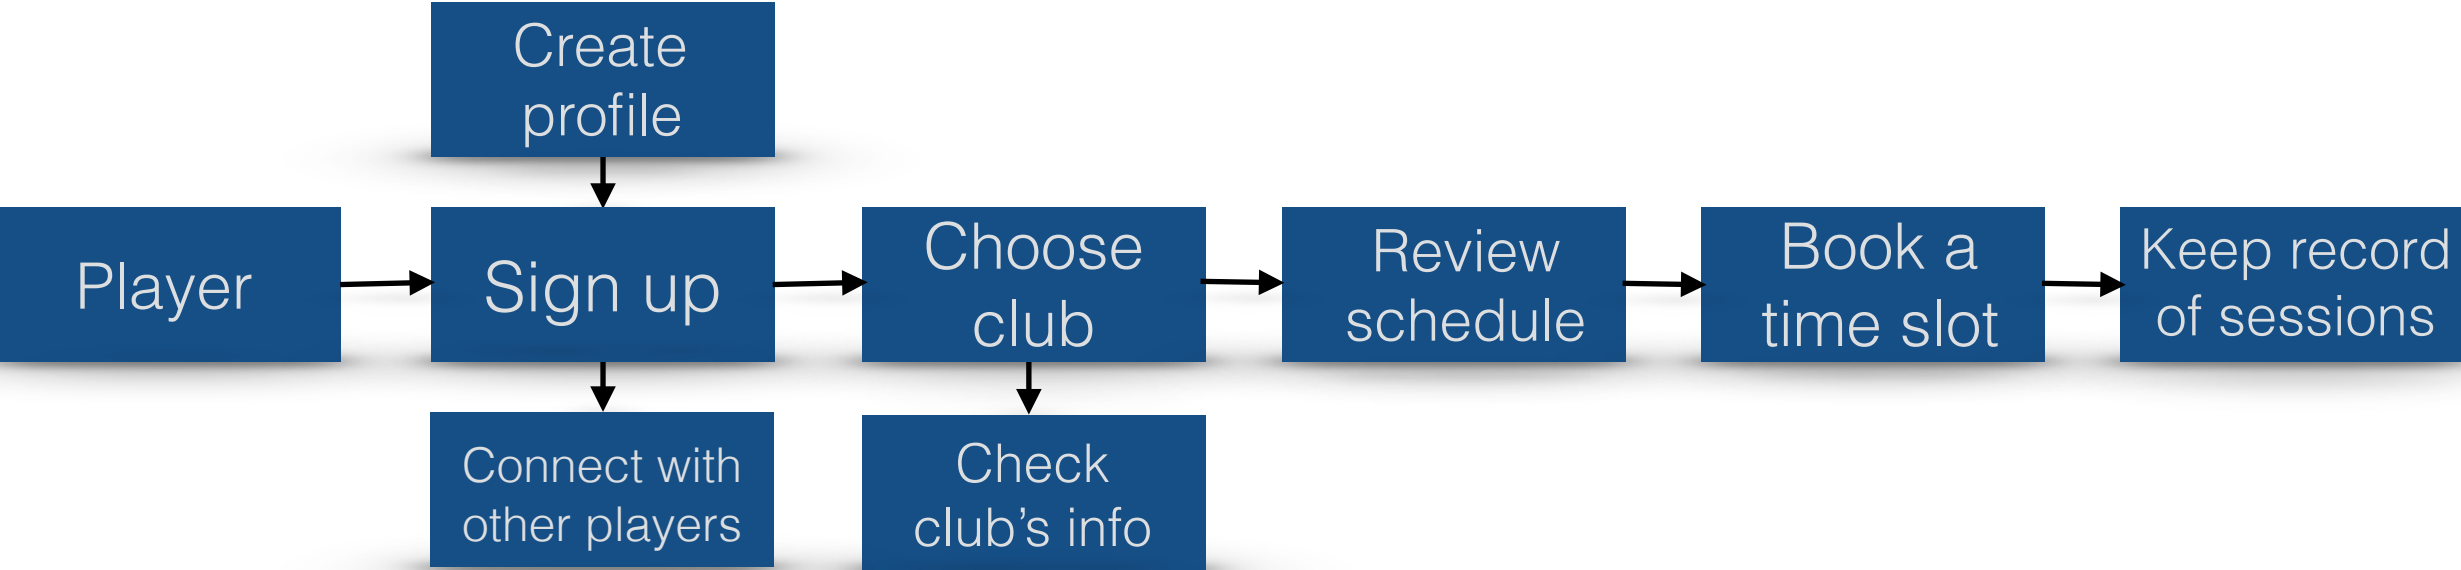 Create
profile
Player
Sign up
Choose
club
Review
schedule
Book a
time slot
Keep record
of sessions
Connect with
other players
Check
club’s info